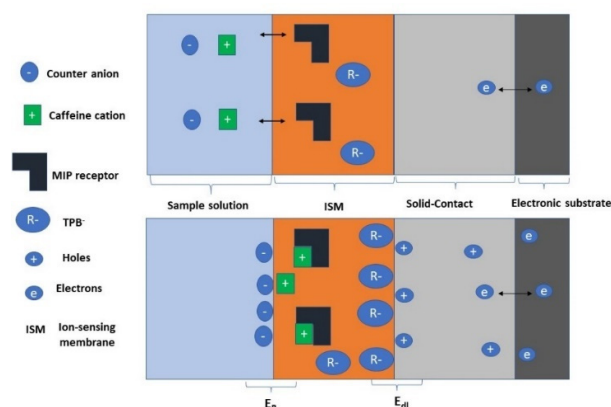 - + R-
- Counter anion
e e
+ Caffeine cation
- + R-
MIP receptor
Sample solution ISM Solid-Contact Electronic substrate
R- TPB-
+ Holes
e Electrons
ISM Ion-sensing
membrane
- R- + + e
- + R- + e e
- R-
- R- R- + + e
Edl